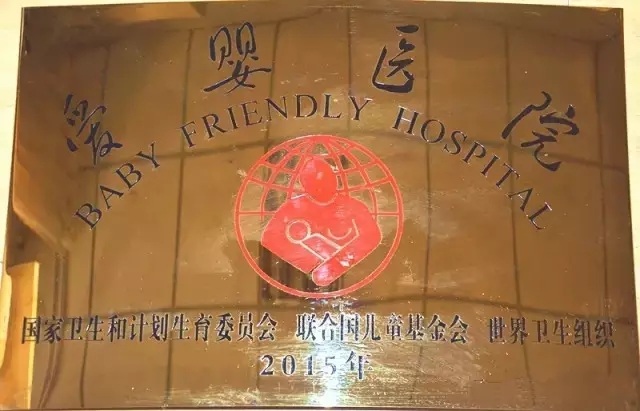 爱婴医院
BABY FRIENDLY HOSPITAL
国家卫生和计划生育委员会 联合国儿童基金会 世界卫生组织
2015年